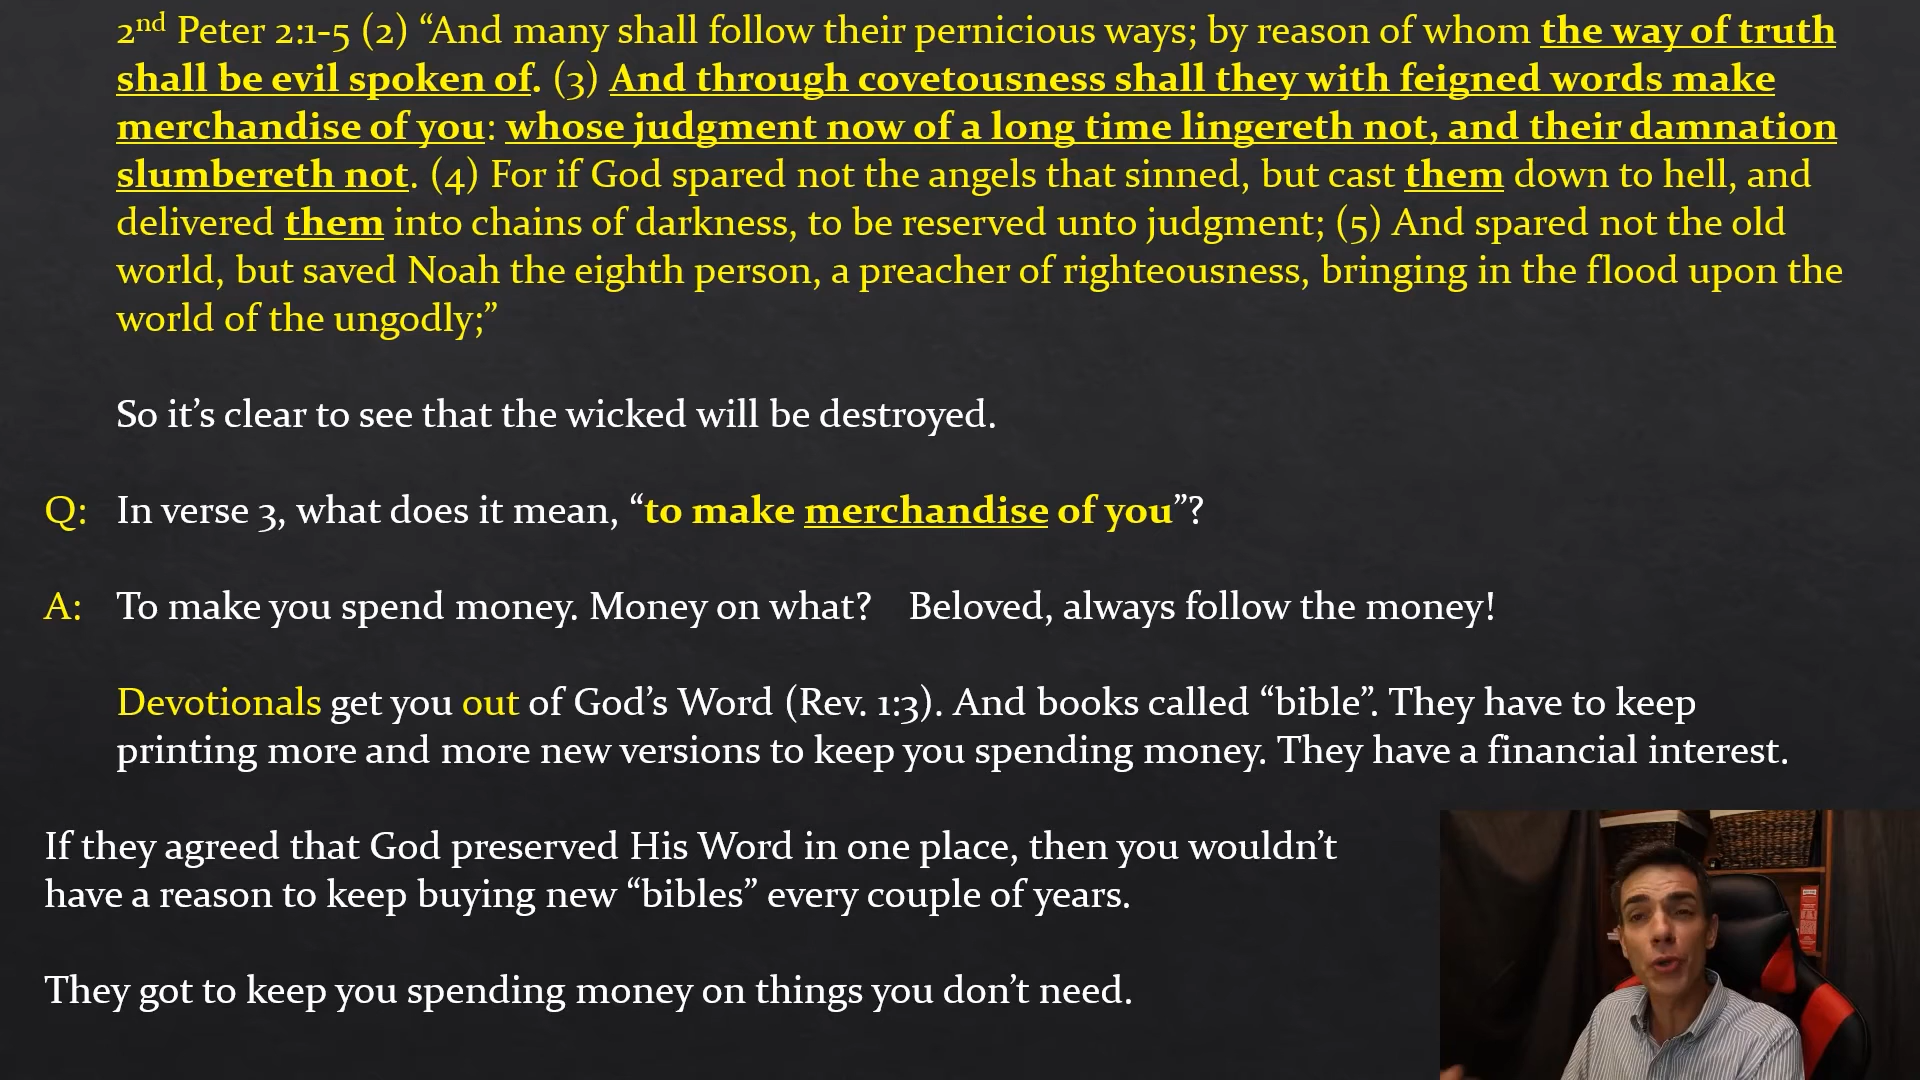 2nd Peter 2:1-5 (2) “And many shall follow their pernicious ways; by reason of whom the way of truth
shall be evil spoken of. (3) And through covetousness shall they with feigned words make
merchandise of you: whose judgment now of a long time lingereth not, and their damnation
slumbereth not. (4) For if God spared not the angels that sinned, but cast them down to hell, and
delivered them into chains of darkness, to be reserved unto judgment; (5) And spared not the old
world, but saved Noah the eighth person, a preacher of righteousness, bringing in the flood upon the
world of the ungodly;”
So it’s clear to see that the wicked will be destroyed.
Q: In verse 3, what does it mean, “to make merchandise of you”?
A: To make you spend money. Money on what? Beloved, always follow the money!
Devotionals get you out of God’s Word (Rev. 1:3). And books called “bible”. They have to keep
printing more and more new versions to keep you spending money. They have a financial interest.
If they agreed that God preserved His Word in one place, then you wouldn’t
have a reason to keep buying new “bibles” every couple of years.
They got to keep you spending money on things you don’t need.